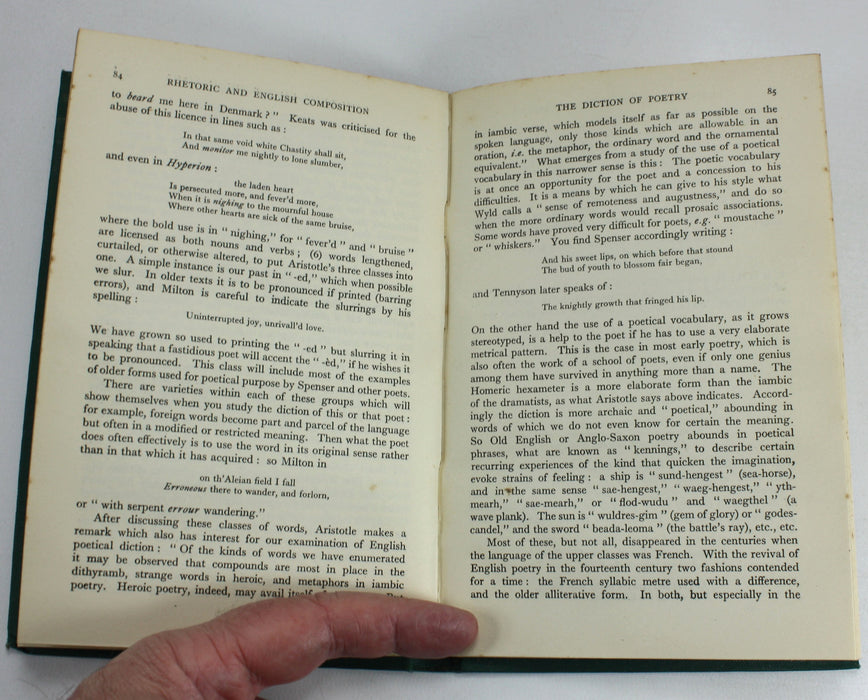 84
RHETORIC AND ENGLISH COMPOSITION
to beard me here in Denmark?" Keats was criticised for the
abuse of this licence in lines such as :
In that same void white Chastity shall sit,
And monitor me nightly to lone slumber,
and even in Hyperion :
the laden heart
Is persecuted more, and fever'd more,
When it is nighing to the mournful house
Where other hearts are sick of the same bruise,
where the bold use is in "nighing," for "fever'd" and "bruise"
are licensed as both nouns and verbs; (6) words lengthened,
curtailed, or otherwise altered, to put Aristotle's three classes into
one. A simple instance is our past in "-ed," which when possible
we slur. In older texts it is to be pronounced if printed (barring
errors), and Milton is careful to indicate the slurrings by his
spelling :
Uninterrupted joy, unrivall'd love.
We have grown so used to printing the "-ed" but slurring it in
speaking that a fastidious poet will accent the "-èd," if he wishes it
to be pronounced. This class will include most of the examples
of older forms used for poetical purpose by Spenser and other poets.
There are varieties within each of these groups which will
show themselves when you study the diction of this or that poet :
for example, foreign words become part and parcel of the language
but often in a modified or restricted meaning. Then what the poet
does often effectively is to use the word in its original sense rather
than in that which it has acquired : so Milton in
on th'Aleian field I fall
Erroneous there to wander, and forlorn,
or "with serpent errour wandering."
After discussing these classes of words, Aristotle makes a
remark which also has interest for our examination of English
poetical diction : "Of the kinds of words we have enumerated
it may be observed that compounds are most in place in the
dithyramb, strange words in heroic, and metaphors in iambic
poetry. Heroic poetry, indeed, may avail But
THE DICTION OF POETRY
85
in iambic verse, which models itself as far as possible on the
spoken language, only those kinds which are allowable in an
oration, i.e. the metaphor, the ordinary word and the ornamental
equivalent." What emerges from a study of the use of a poetical
vocabulary in this narrower sense is this : The poetic vocabulary
is at once an opportunity for the poet and a concession to his
difficulties. It is a means by which he can give to his style what
Wyld calls a "sense of remoteness and augustness," and do so
when the more ordinary words would recall prosaic associations.
Some words have proved very difficult for poets, e.g. "moustache"
or "whiskers." You find Spenser accordingly writing :
And his sweet lips, on which before that stound
The bud of youth to blossom fair began,
and Tennyson later speaks of :
The knightly growth that fringed his lip.
On the other hand the use of a poetical vocabulary, as it grows
stereotyped, is a help to the poet if he has to use a very elaborate
metrical pattern. This is the case in most early poetry, which is
also often the work of a school of poets, even if only one genius
among them have survived in anything more than a name. The
Homeric hexameter is a more elaborate form than the iambic
of the dramatists, as what Aristotle says above indicates. Accord-
ingly the diction is more archaic and "poetical," abounding in
words of which we do not even know for certain the meaning.
So Old English or Anglo-Saxon poetry abounds in poetical
phrases, what are known as "kennings," to describe certain
recurring experiences of the kind that quicken the imagination,
evoke strains of feeling : a ship is "sund-hengest" (sea-horse),
and in the same sense "sae-hengest," "waeg-hengest," "yth-
mearh," "sae-mearh," or "flod-wudu" and "waegthel" (a
wave plank). The sun is "wuldres-gim" (gem of glory) or "godes-
candel," and the sword "beada-leoma" (the battle's ray), etc., etc.
Most of these, but not all, disappeared in the centuries when
the language of the upper classes was French. With the revival of
English poetry in the fourteenth century two fashions contended
for a time : the French syllabic metre used with a difference,
and the older alliterative form. In both, but especially in the